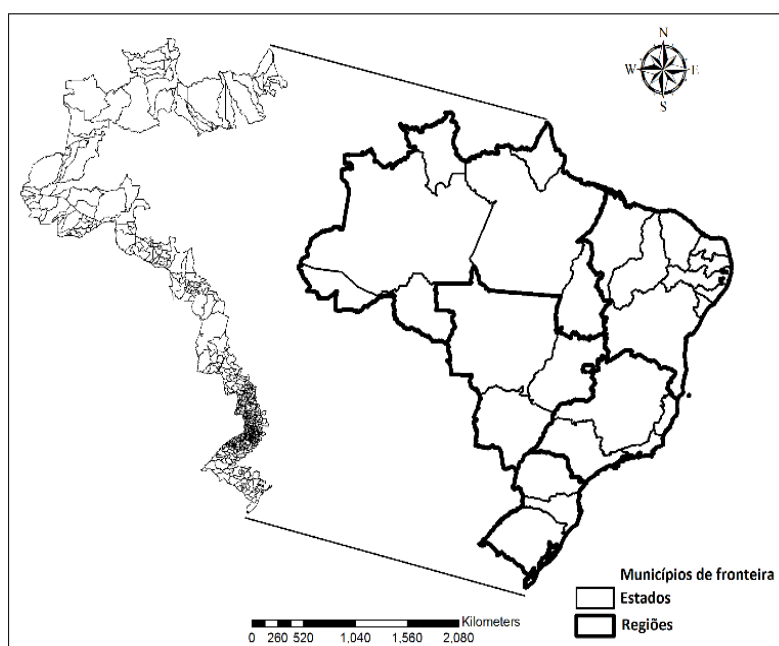 N
W E
S
Municípios de fronteira
Estados
Regiões
Kilometers
0 260 520 1,040 1,560 2,080